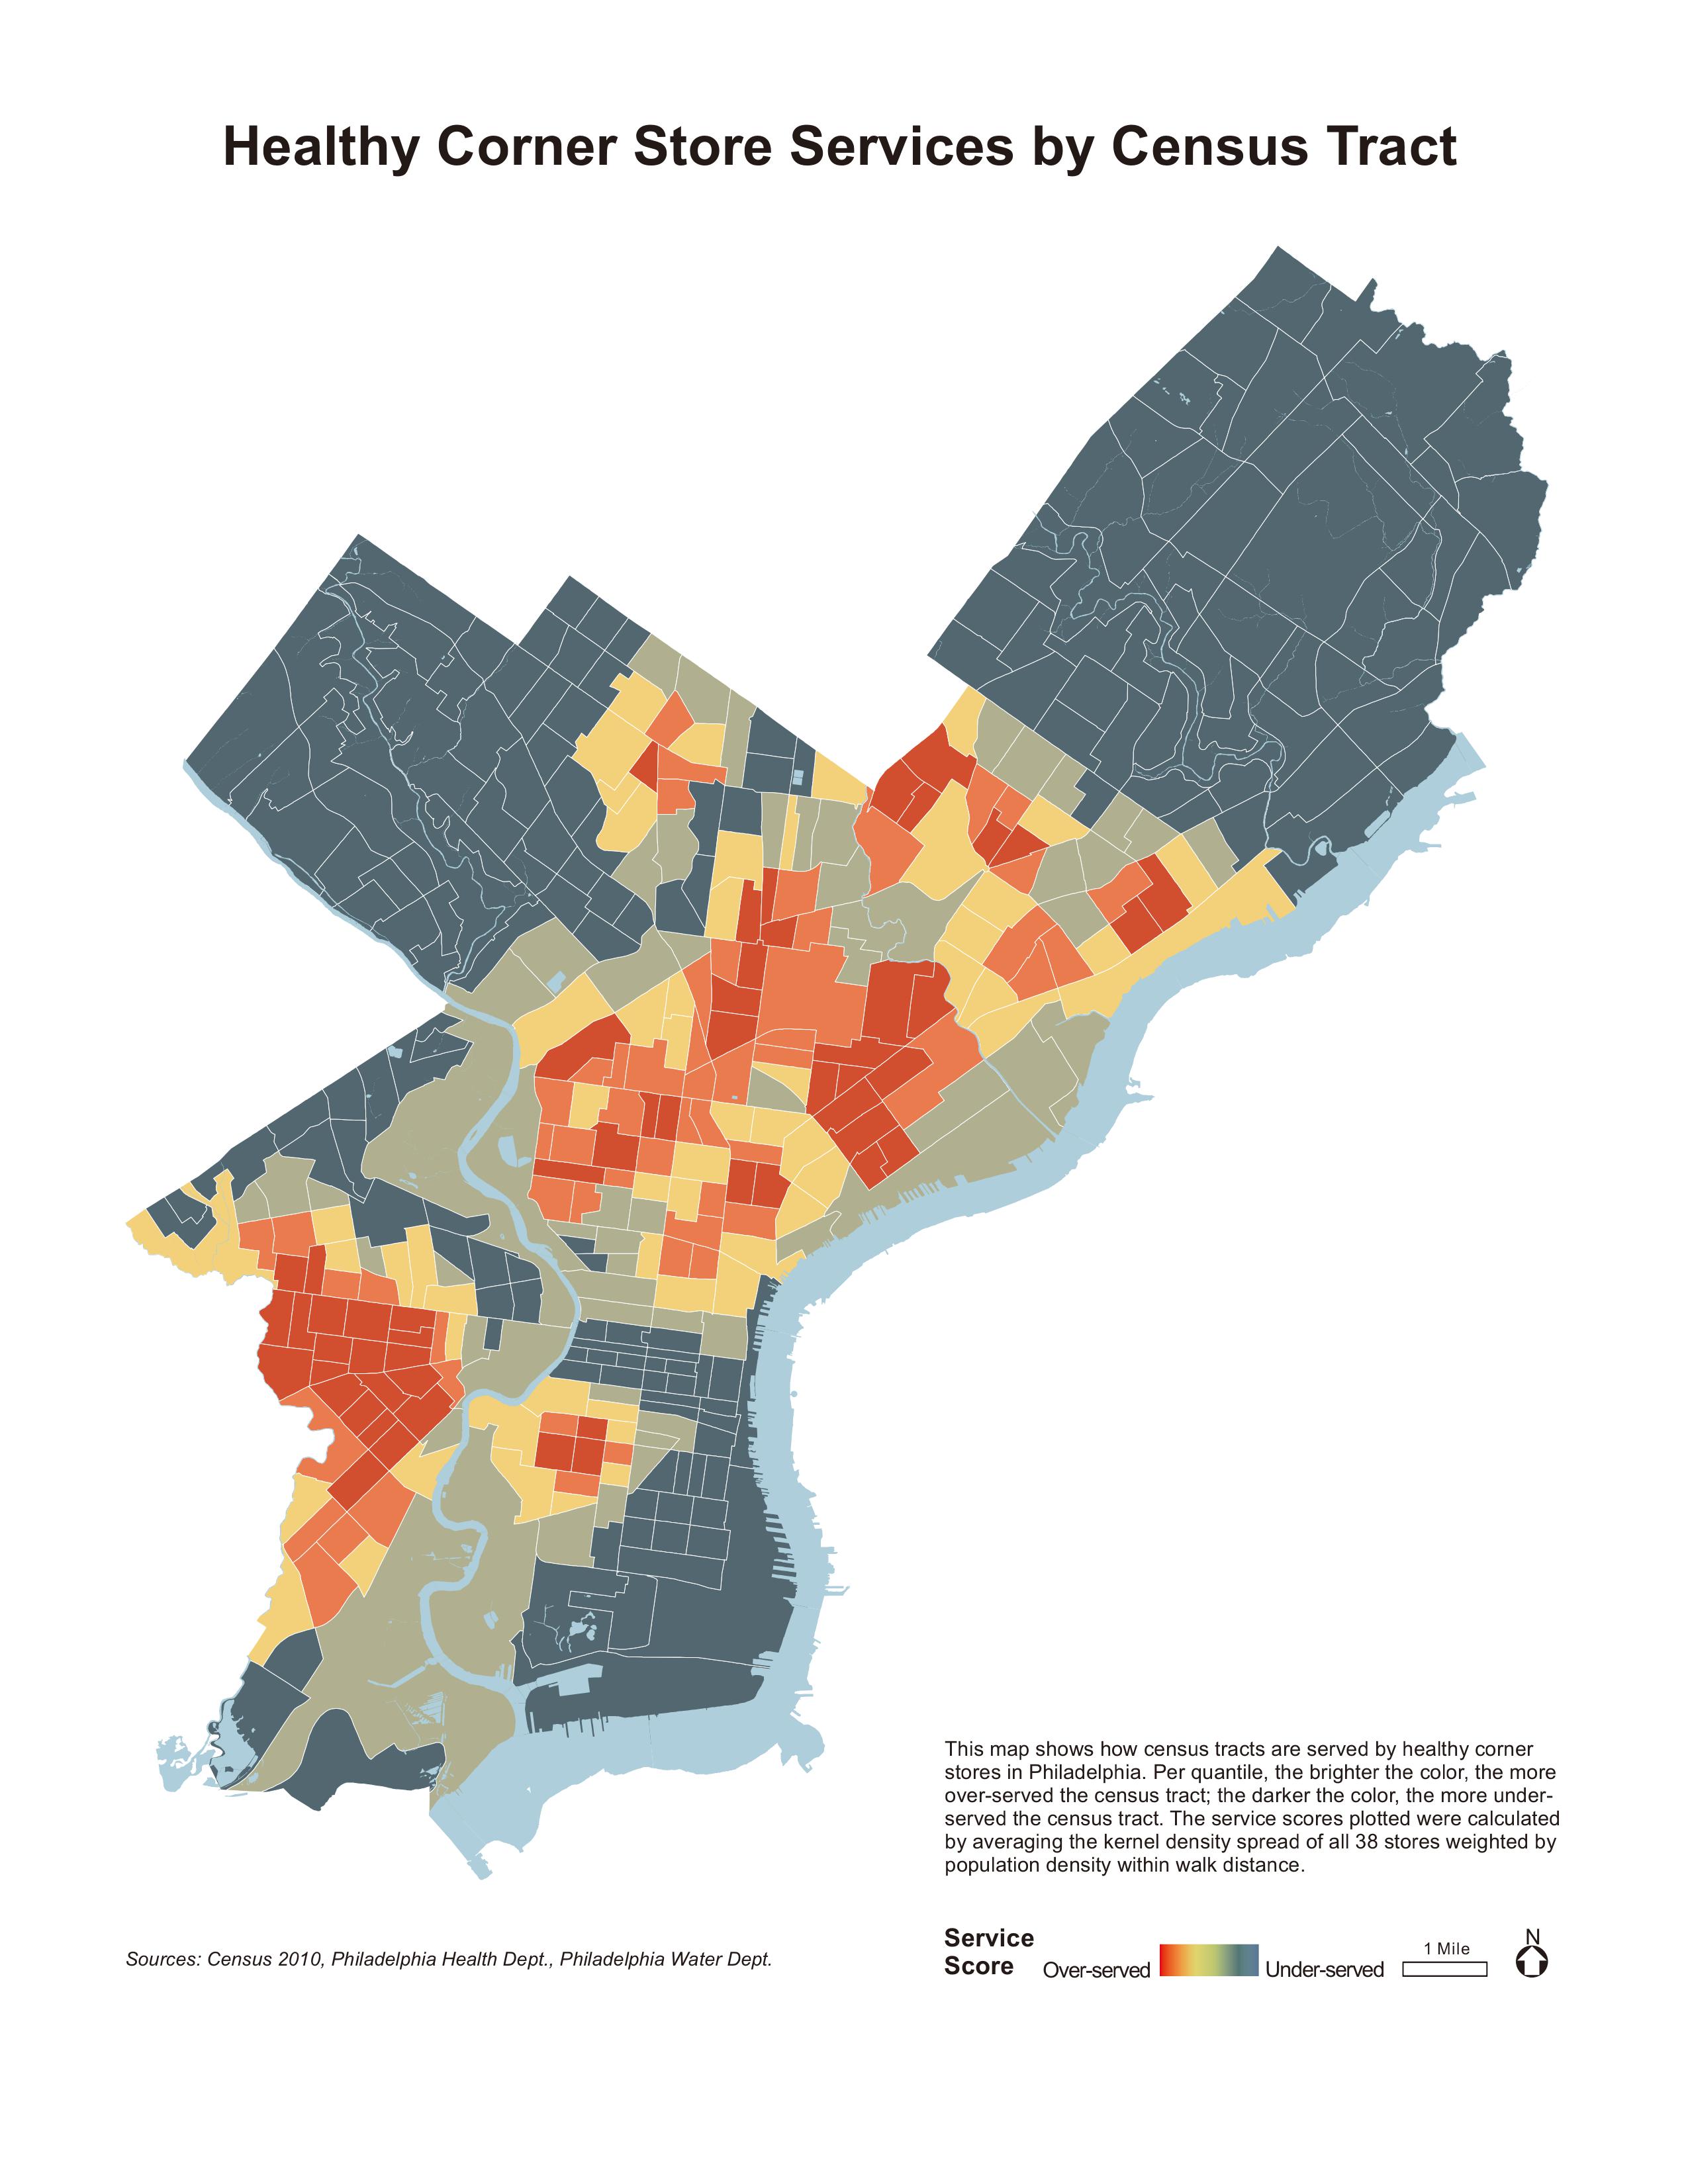 Healthy Corner Store Services by Census Tract
This map shows how census tracts are served by healthy corner
stores in Philadelphia. Per quantile, the brighter the color, the more
over-served the census tract; the darker the color, the more under-
served the census tract. The service scores plotted were calculated
by averaging the kernel density spread of all 38 stores weighted by
population density within walk distance.
Sources: Census 2010, Philadelphia Health Dept., Philadelphia Water Dept.
Service
Score
Over-served
Under-served
1 Mile
N